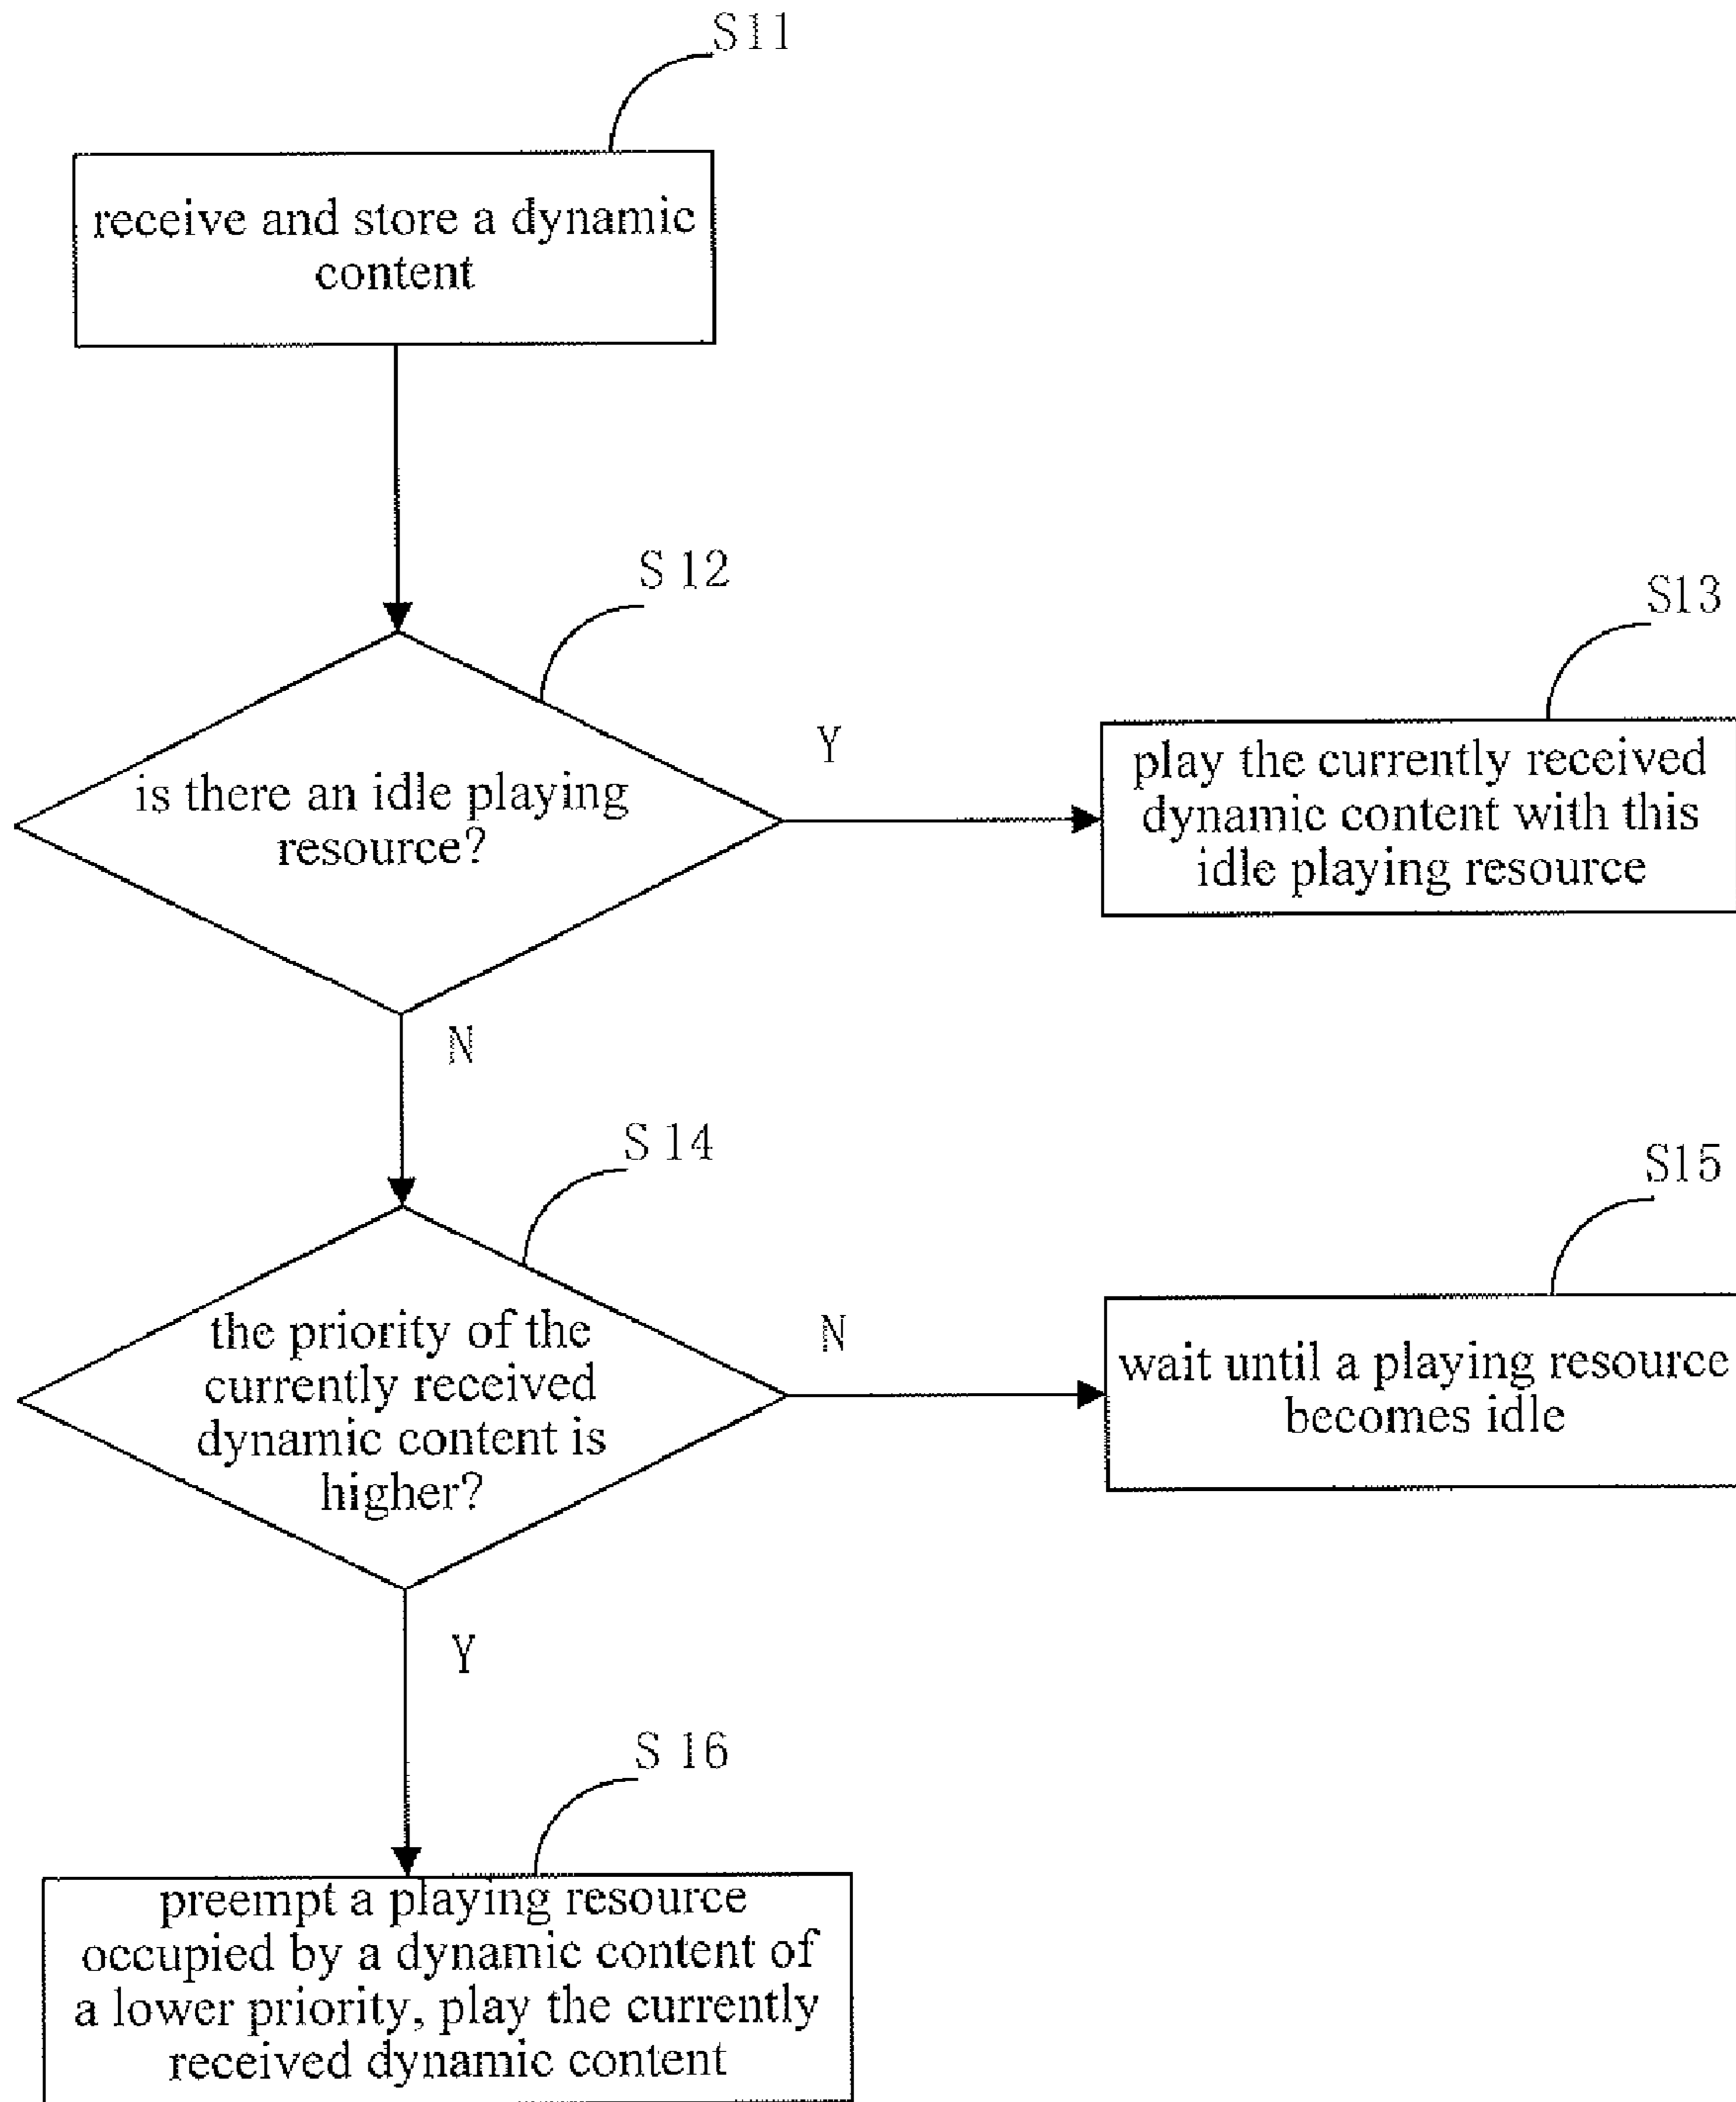 S11
receive and store a dynamic
content
S 12
is there an idle playing
resource?
Y
S13
play the currently received
dynamic content with this
idle playing resource
N
S 14
the priority of the
currently received
dynamic content is
higher?
N
S15
wait until a playing resource
becomes idle
Y
S 16
preempt a playing resource
occupied by a dynamic content of
a lower priority, play the currently
received dynamic content